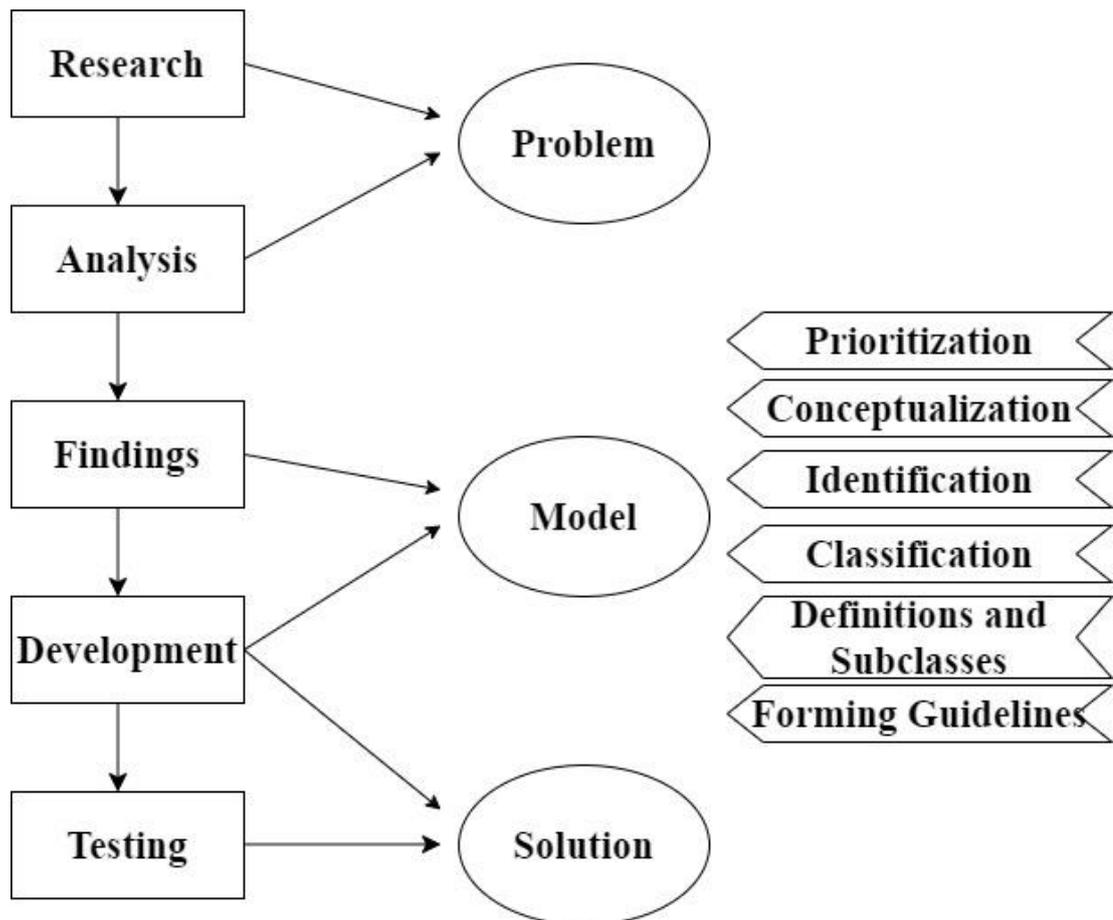 Research
Problem
Analysis
Findings
Model
Development
Testing
Solution
Prioritization
Conceptualization
Identification
Classification
Definitions and
Subclasses
Forming Guidelines